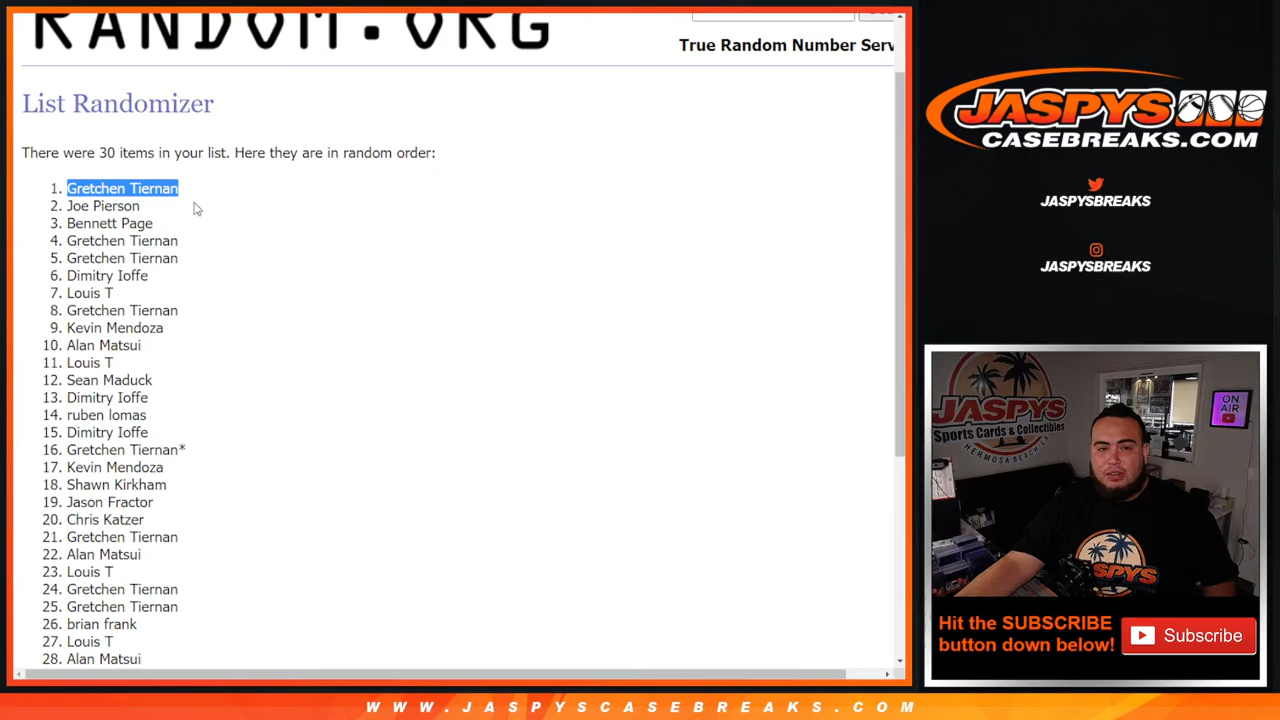 RANDOM.ORG
True Random Number Serv
List Randomizer
There were 30 items in your list. Here they are in random order:
1. Gretchen Tiernan
2. Joe Pierson
3. Bennett Page
4. Gretchen Tiernan
5. Gretchen Tiernan
6. Dimitry Ioffe
7. Louis T
8. Gretchen Tiernan
9. Kevin Mendoza
10. Alan Matsui
11. Louis T
12. Sean Maduck
13. Dimitry Ioffe
14. ruben lomas
15. Dimitry Ioffe
16. Gretchen Tiernan*
17. Kevin Mendoza
18. Shawn Kirkham
19. Jason Fractor
20. Chris Katzer
21. Gretchen Tiernan
22. Alan Matsui
23. Louis T
24. Gretchen Tiernan
25. Gretchen Tiernan
26. brian frank
27. Louis T
28. Alan Matsui
JASPYS
CASEBREAKS.COM
JASPYSBREAKS
JASPYSBREAKS
JASPYS
Sports Cards & Collectibles
HERMOSA BEACH, CA
ON
AIR
JASPYS
Hit the SUBSCRIBE
button down below!
Subscribe
WWW.JASPYSCASEBREAKS.COM